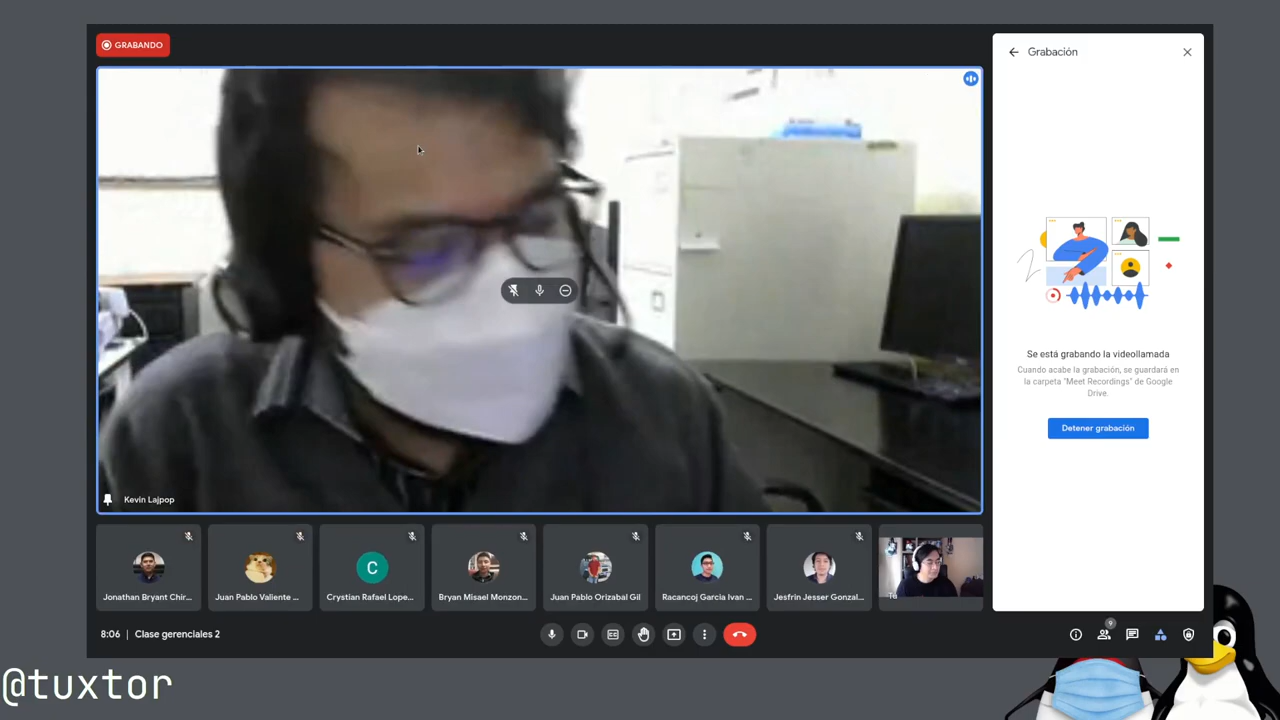 GRABANDO
Grabación
Se está grabando la videollamada
Cuando acabe la grabación, se guardará en
la carpeta "Meet Recordings" de Google
Drive.
Detener grabación
Kevin Lajpop
Jonathan Bryant Chir...
Juan Pablo Valiente ...
C
Crystian Rafael Lope...
Bryan Misael Monzon...
Juan Pablo Orizabal Gil
Racancoj Garcia Ivan ...
Jesfrin Jesser Gonzal...
Tú
8:06 | Clase gerenciales 2
9
@tuxtor